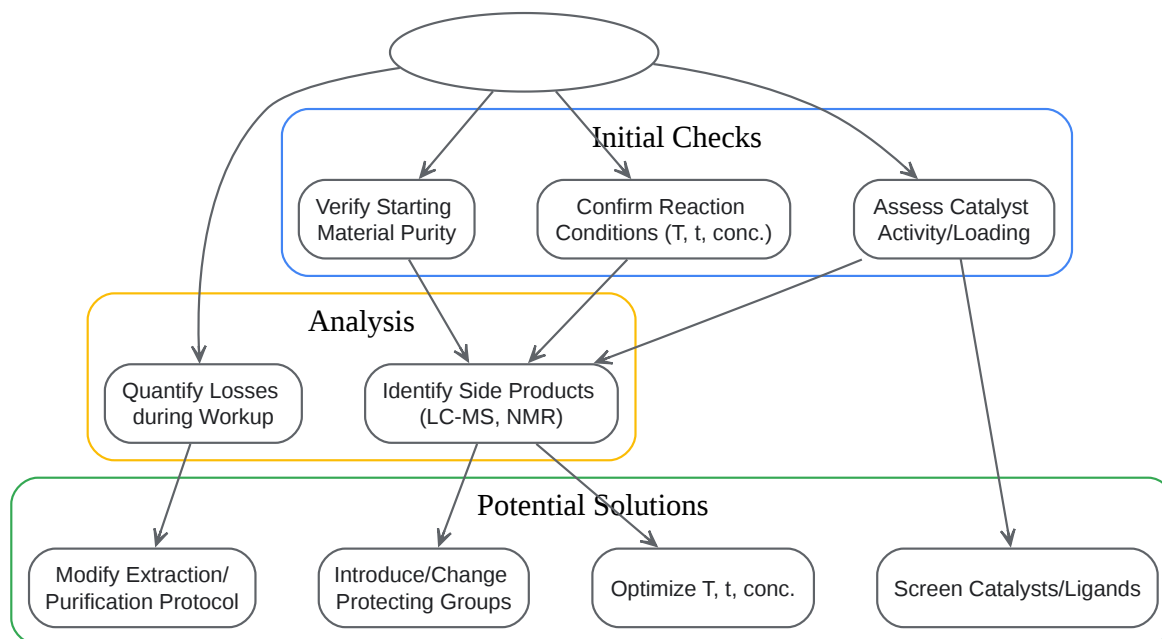 Initial Checks
Verify Starting
Material Purity
Confirm Reaction
Conditions (T, t, conc.)
Assess Catalyst
Activity/Loading
Analysis
Quantify Losses
during Workup
Identify Side Products
(LC-MS, NMR)
Potential Solutions
Modify Extraction/
Purification Protocol
Introduce/Change
Protecting Groups
Optimize T, t, conc.
Screen Catalysts/Ligands